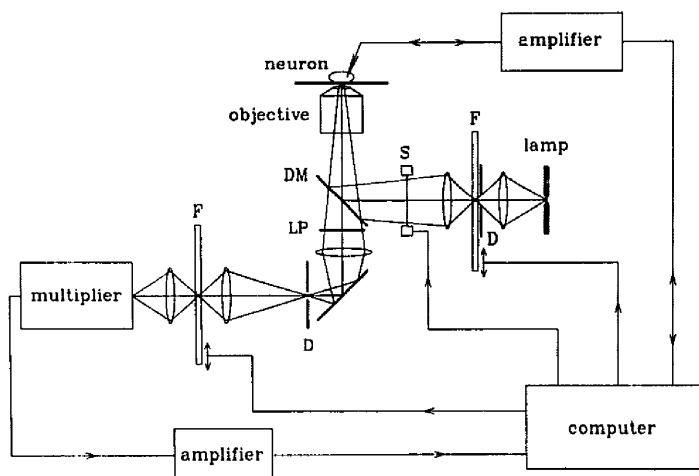 amplifier
neuron
objective
F
S
lamp
DM
F
LP
D
multiplier
D
computer
amplifier